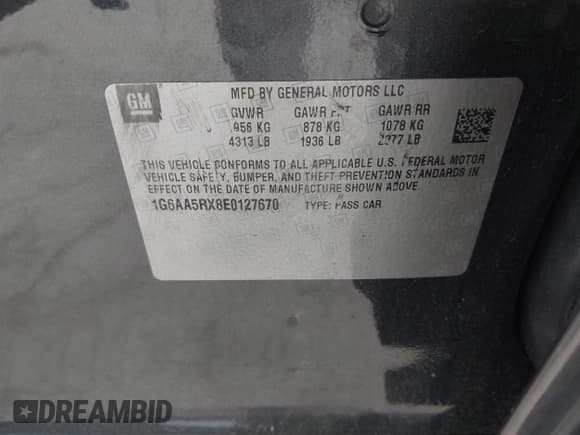 GM
MFD BY GENERAL MOTORS LLC
GVWR GAWR FRT GAWR RR
956 KG 878 KG 1078 KG
4313 LB 1936 LB 2377 LB
THIS VEHICLE CONFORMS TO ALL APPLICABLE U.S. FEDERAL MOTOR
VEHICLE SAFETY, BUMPER, AND THEFT PREVENTION STANDARDS IN
EFFECT ON THE DATE OF MANUFACTURE SHOWN ABOVE.
1G6AA5RX8E0127670 TYPE: PASS CAR
DREAMBID